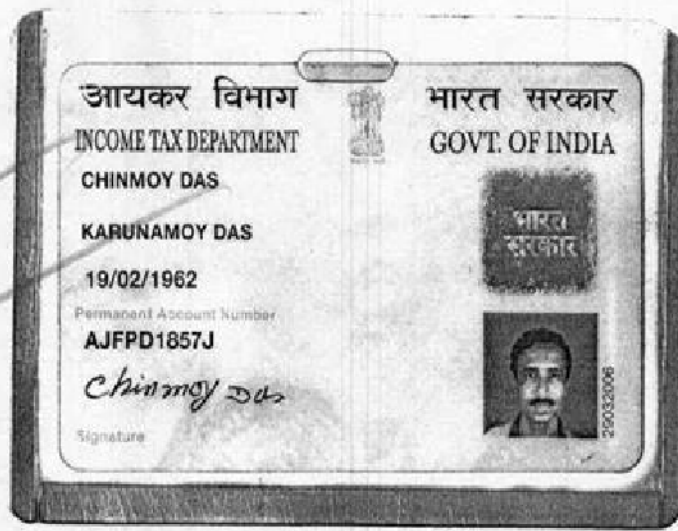 आयकर विभाग
INCOME TAX DEPARTMENT
भारत सरकार
GOVT. OF INDIA
CHINMOY DAS
KARUNAMOY DAS
19/02/1962
Permanent Account Number
AJFPD1857J
Chinmoy Das
Signature
भारत
सरकार
29032006